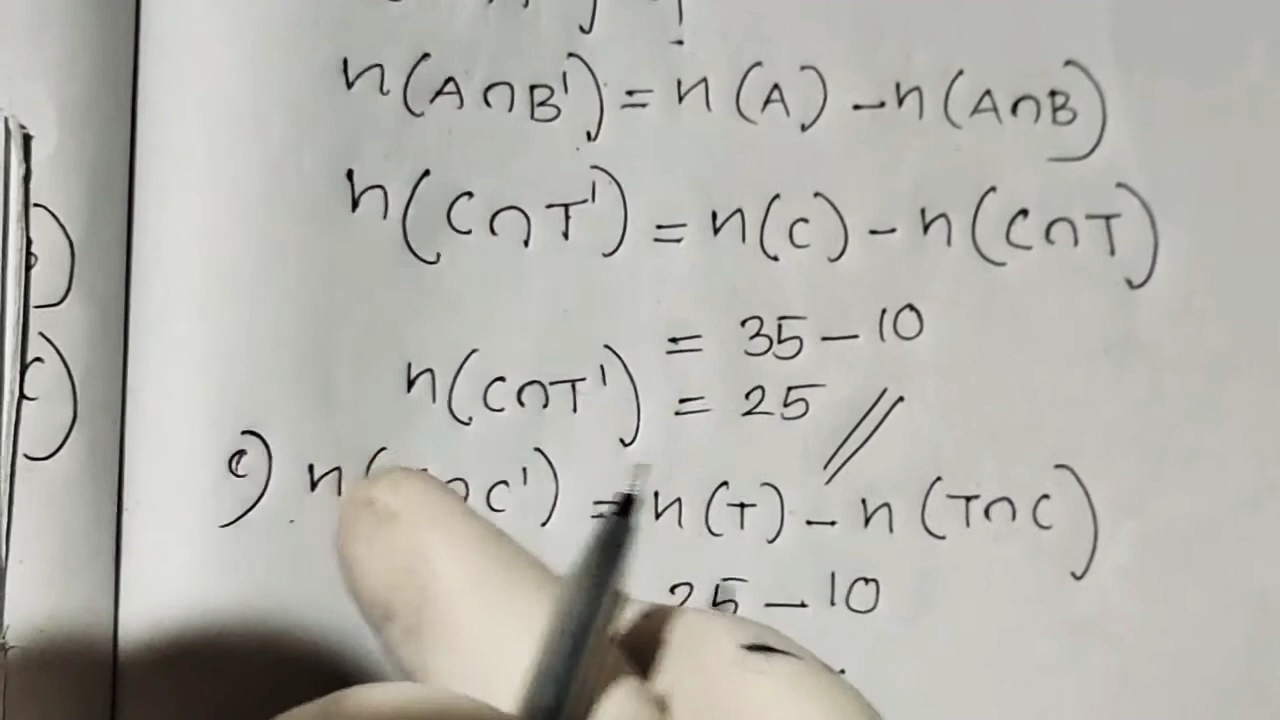 n(A∩B') = n(A) - n(A∩B)
n(C∩T') = n(C) - n(C∩T)
= 35 - 10
n(C∩T') = 25 //
c) n( ∩C') = n(T) - n(T∩C)
25 - 10